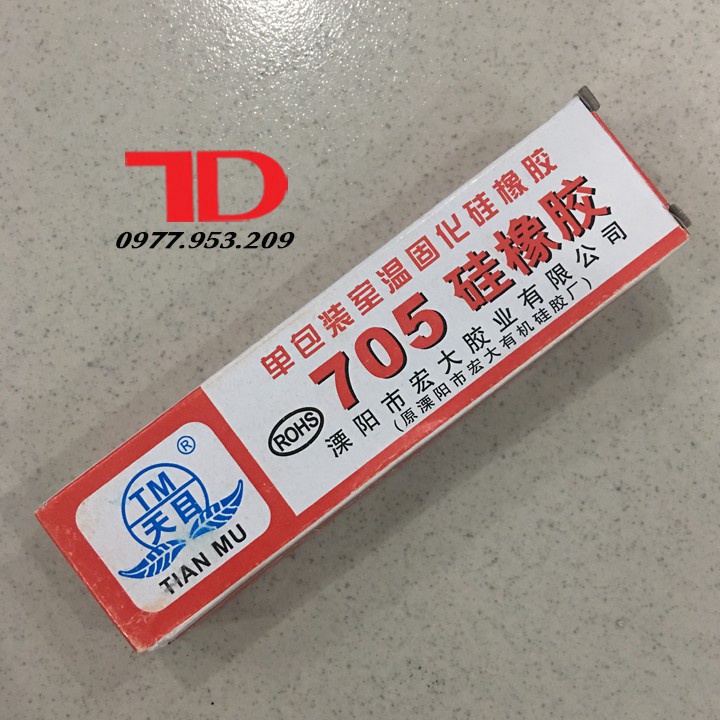 TD
0977.953.209
单包装室温固化硅橡胶
705 硅橡胶
ROHS
溧阳市宏大胶业有限公司
(原溧阳市宏大有机硅胶厂)
®
TM
天目
TIAN MU